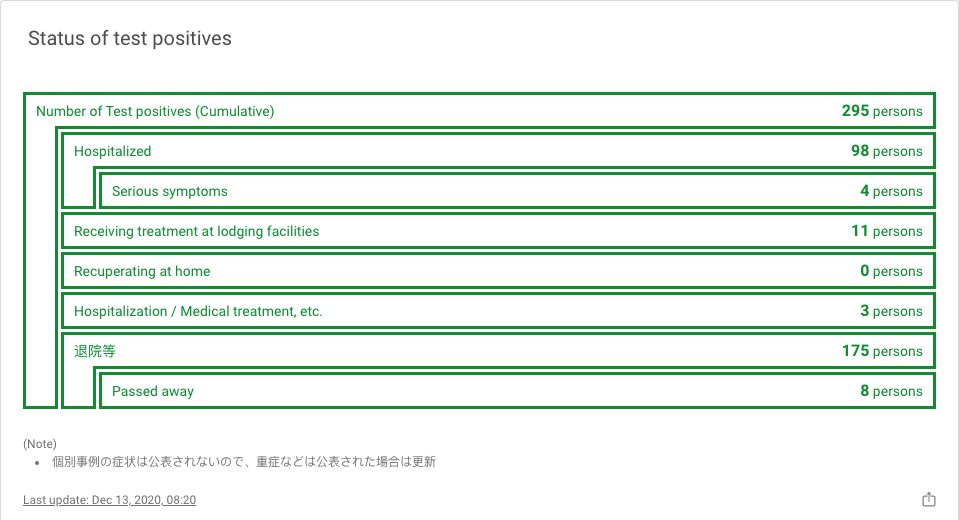 Status of test positives
Number of Test positives (Cumulative) 295 persons
Hospitalized 98 persons
Serious symptoms 4 persons
Receiving treatment at lodging facilities 11 persons
Recuperating at home 0 persons
Hospitalization / Medical treatment, etc. 3 persons
退院等 175 persons
Passed away 8 persons
(Note)
• 個別事例の症状は公表されないので、重症などは公表された場合は更新
Last update: Dec 13, 2020, 08:20